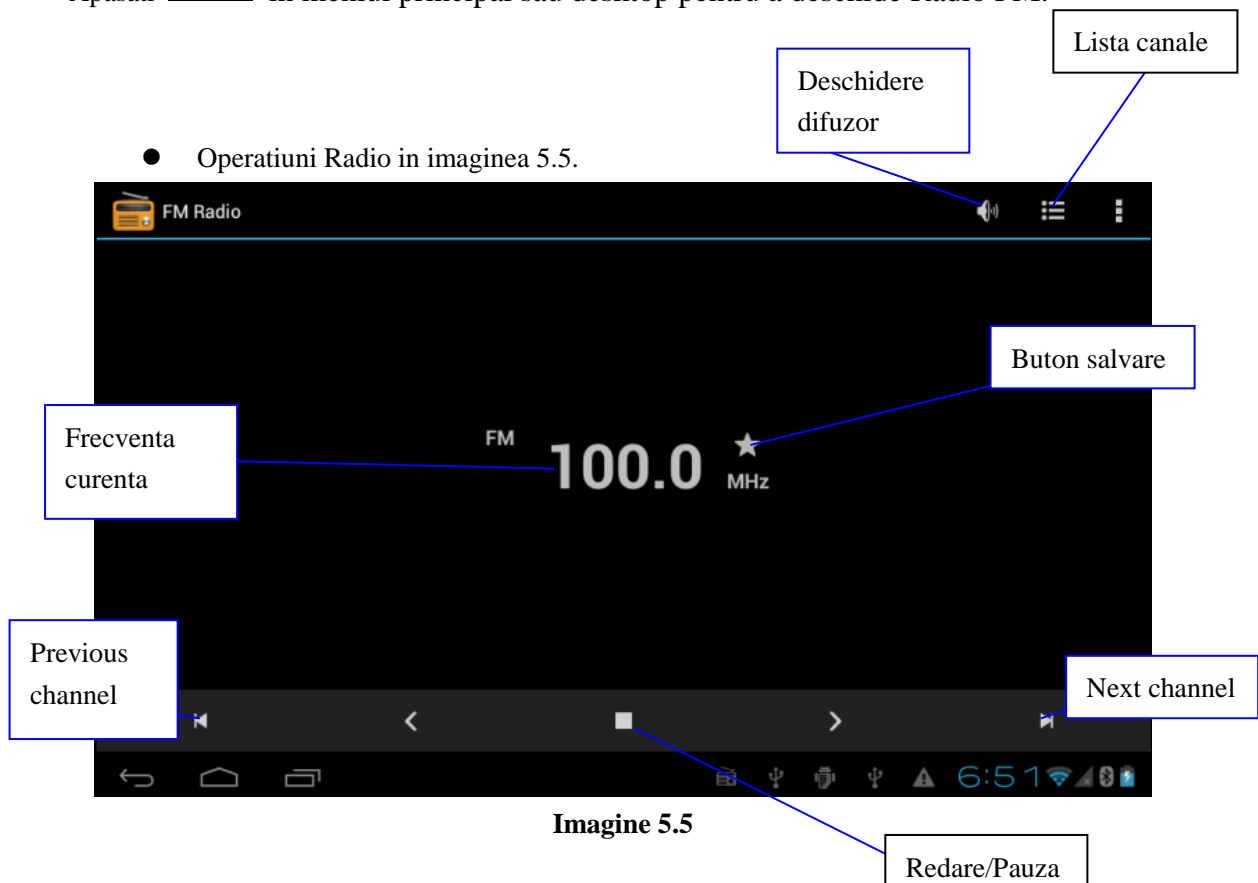 in meniul principal sau desktop pentru a deschide Radio FM.
Lista canale
Deschidere
difuzor
● Operatiuni Radio in imaginea 5.5.
FM Radio
Buton salvare
Frecventa
curenta
FM
100.0
MHz
Previous
channel
Next channel
6:51
Imagine 5.5
Redare/Pauza